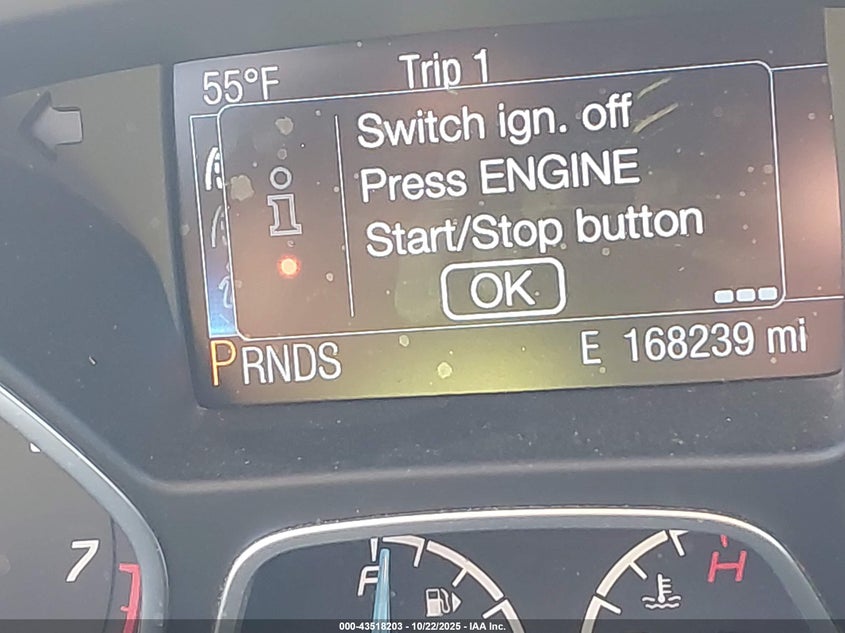 55°F Trip 1
Switch ign. off
Press ENGINE
Start/Stop button
OK
PRNDS E 168239 mi
7
F H
000-43518203 - 10/22/2025 - IAA Inc.